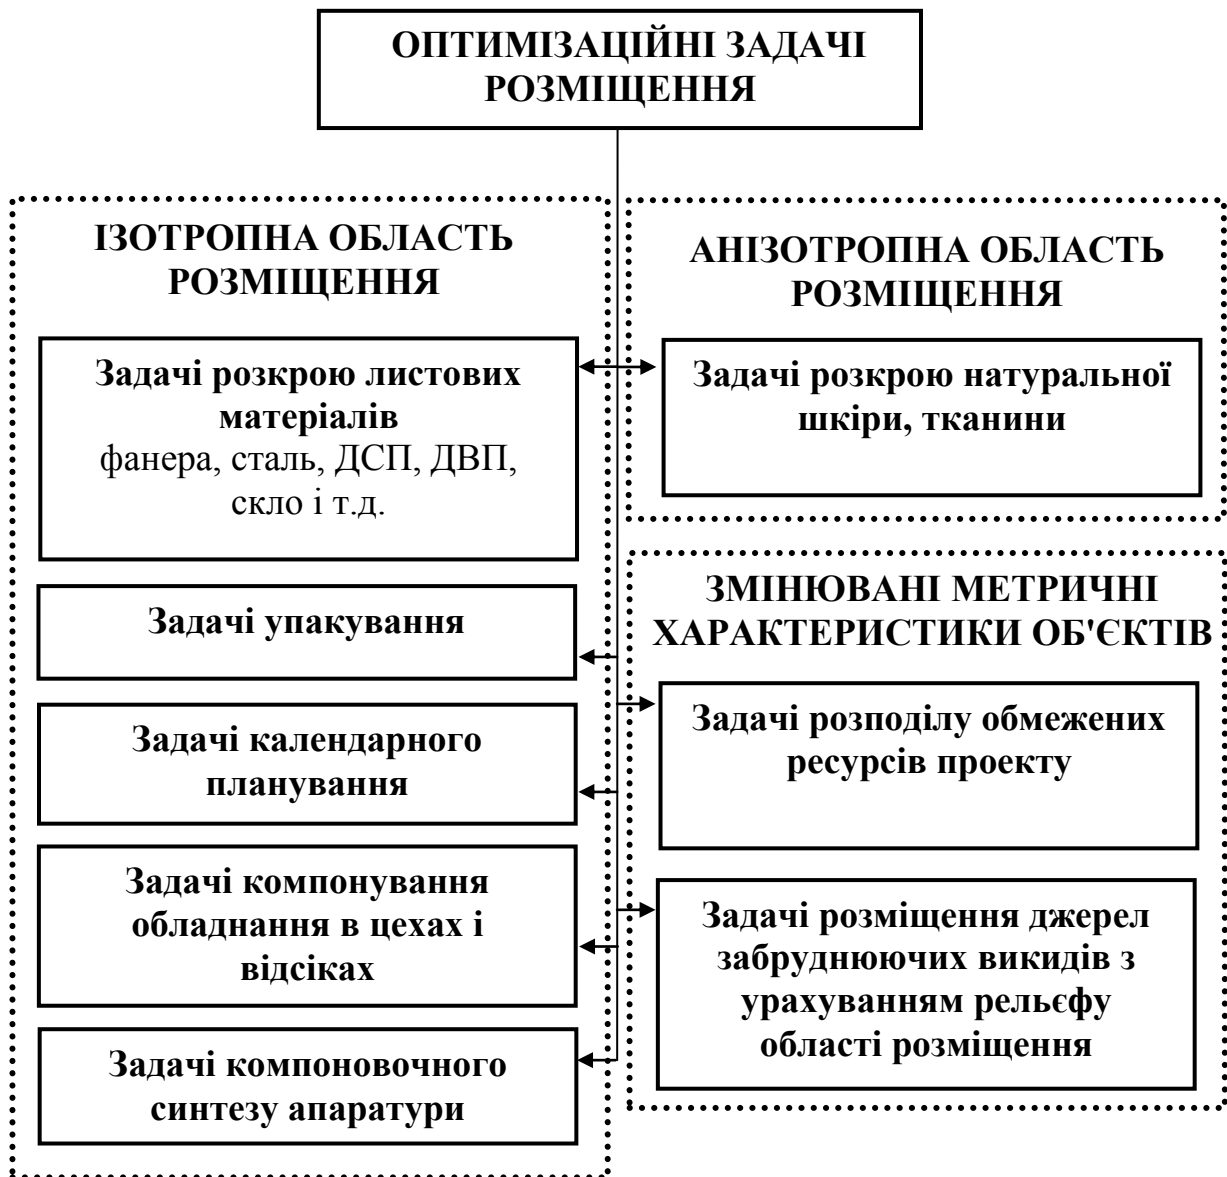 ОПТИМІЗАЦІЙНІ ЗАДАЧІ
РОЗМІЩЕННЯ
ІЗОТРОПНА ОБЛАСТЬ
РОЗМІЩЕННЯ
Задачі розкрою листових
матеріалів
фанера, сталь, ДСП, ДВП,
скло і т.д.
Задачі упакування
Задачі календарного
планування
Задачі компонування
обладнання в цехах і
відсіках
Задачі компоновочного
синтезу апаратури
АНІЗОТРОПНА ОБЛАСТЬ
РОЗМІЩЕННЯ
Задачі розкрою натуральної
шкіри, тканини
ЗМІНЮВАНІ МЕТРИЧНІ
ХАРАКТЕРИСТИКИ ОБ'ЄКТІВ
Задачі розподілу обмежених
ресурсів проекту
Задачі розміщення джерел
забруднюючих викидів з
урахуванням рельєфу
області розміщення